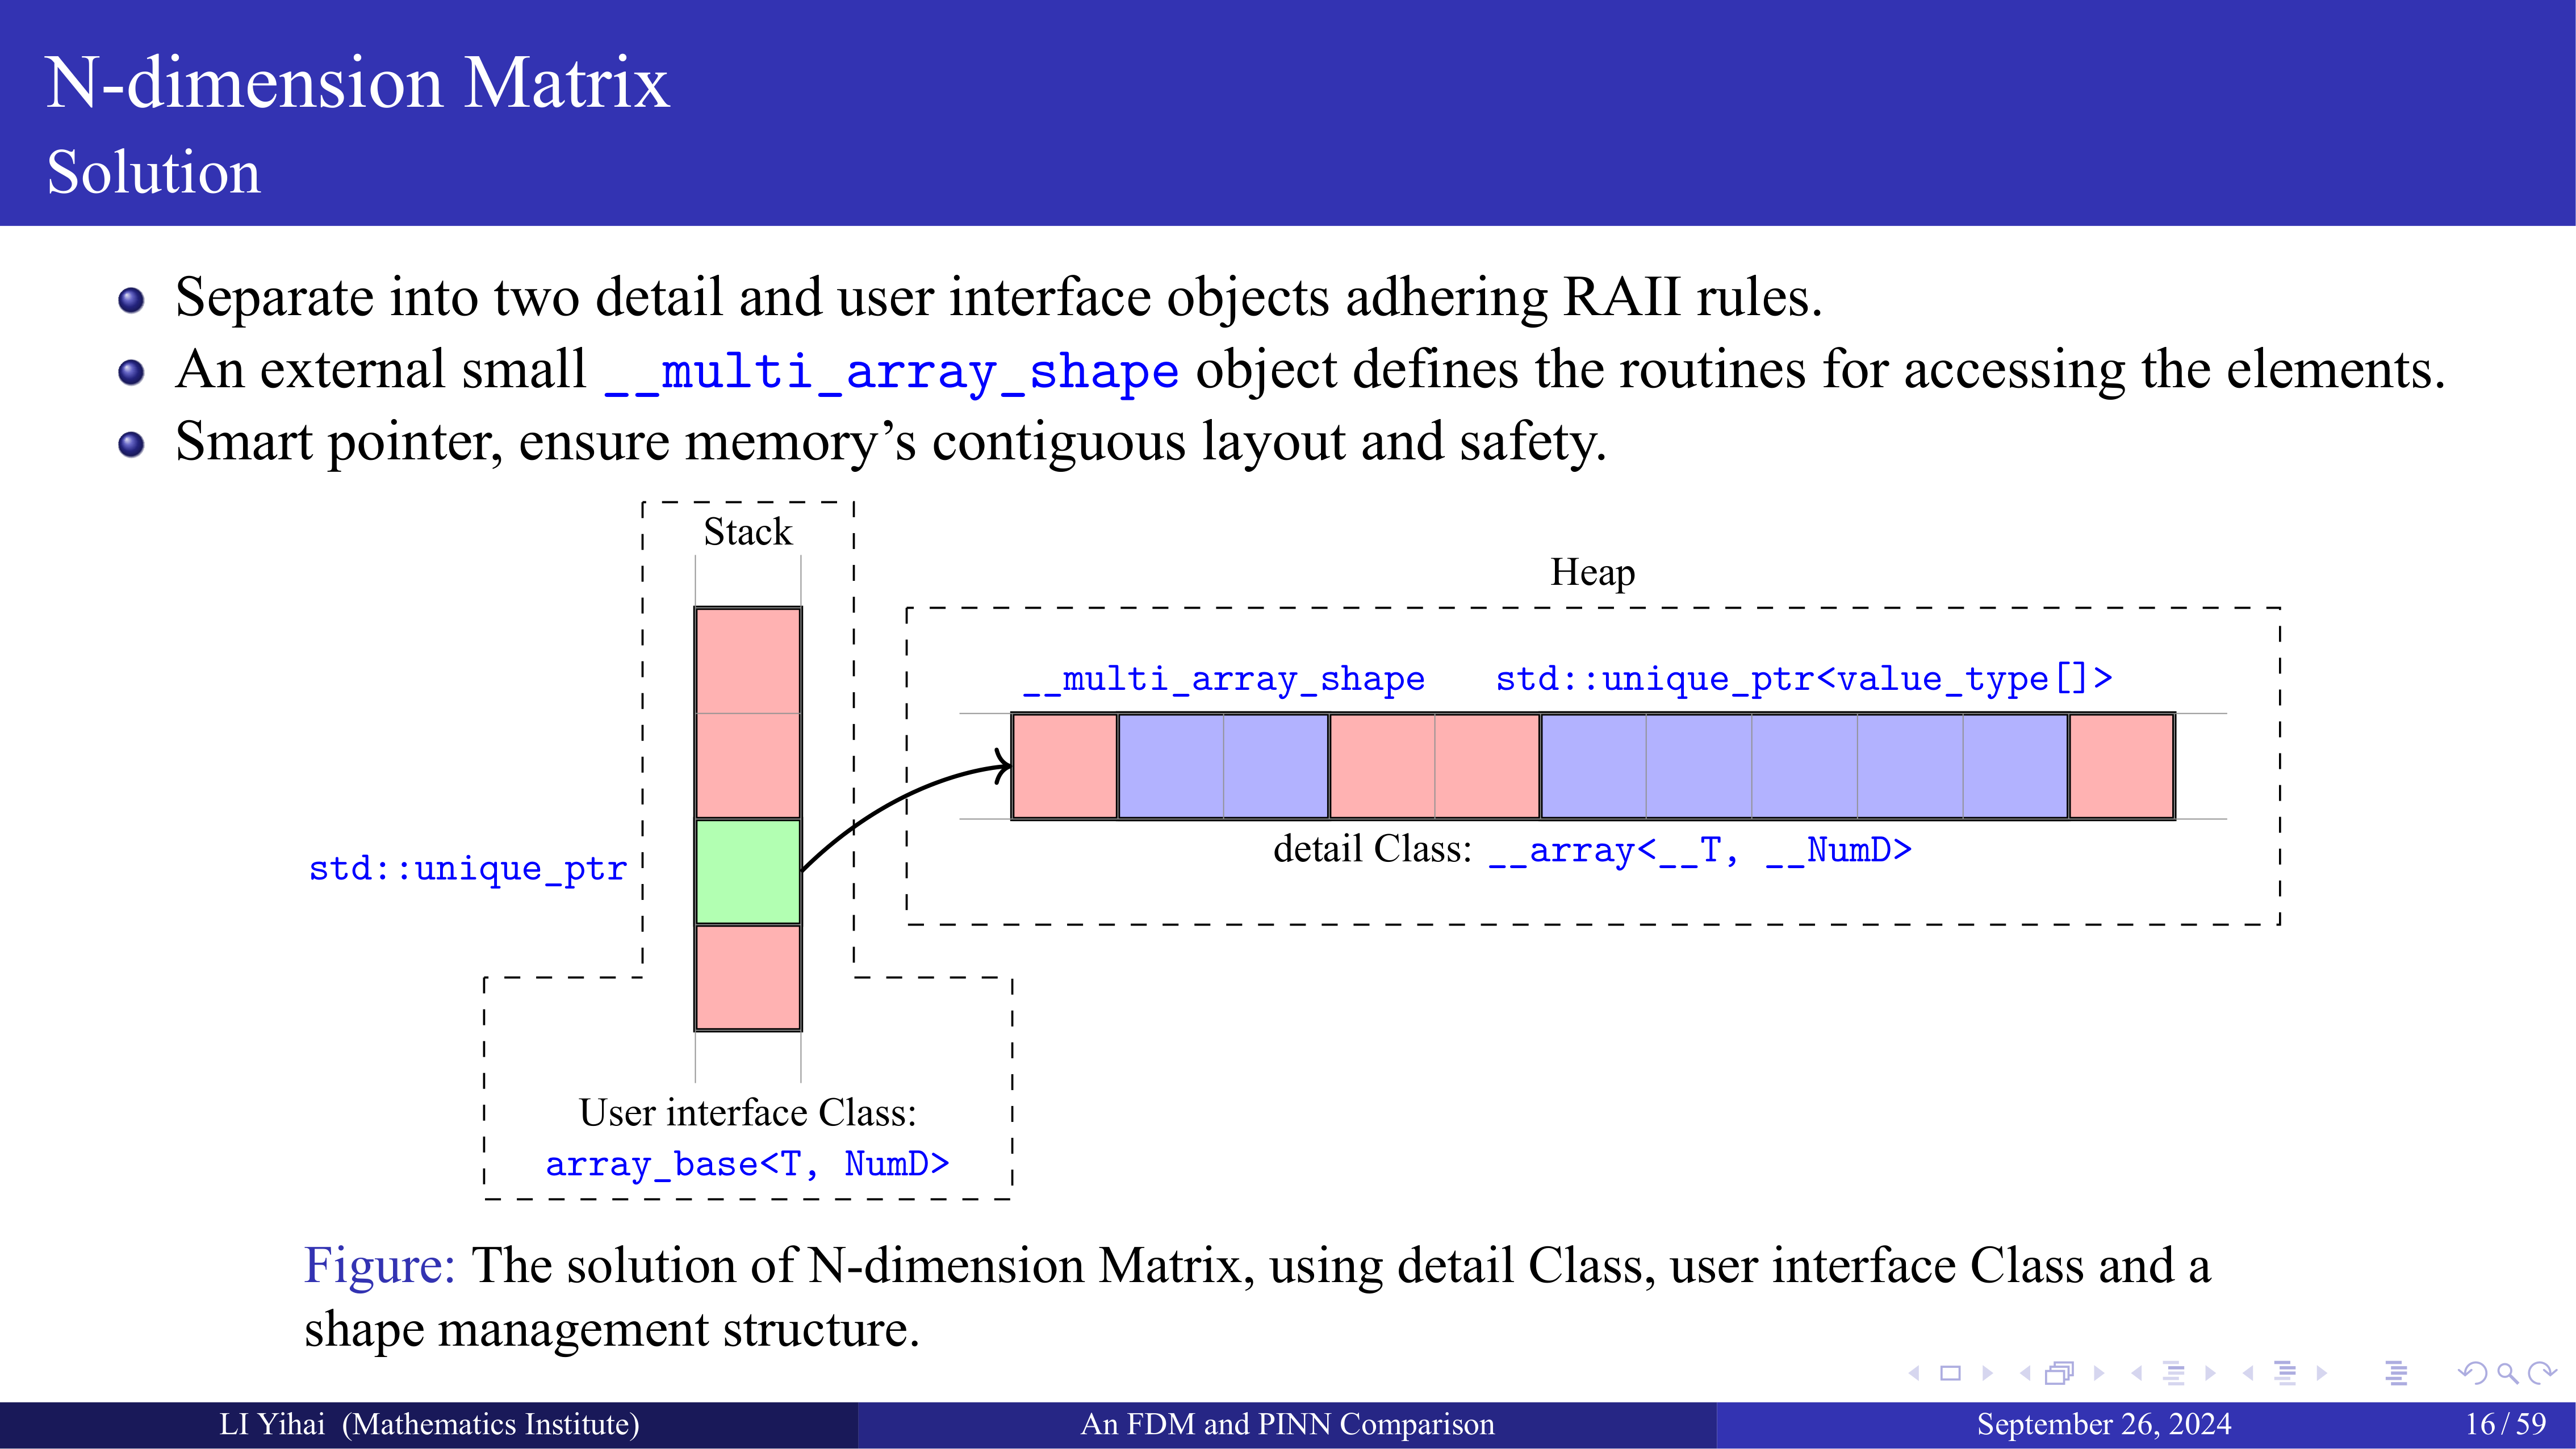 N-dimension Matrix
Solution
Separate into two detail and user interface objects adhering RAII rules.
An external small __multi_array_shape object defines the routines for accessing the elements.
Smart pointer, ensure memory’s contiguous layout and safety.
Stack
Heap
__multi_array_shape
std::unique_ptr<value_type[]>
detail Class: __array<__T, __NumD>
std::unique_ptr
User interface Class:
array_base<T, NumD>
Figure: The solution of N-dimension Matrix, using detail Class, user interface Class and a
shape management structure.
LI Yihai (Mathematics Institute)
An FDM and PINN Comparison
September 26, 2024
16 / 59